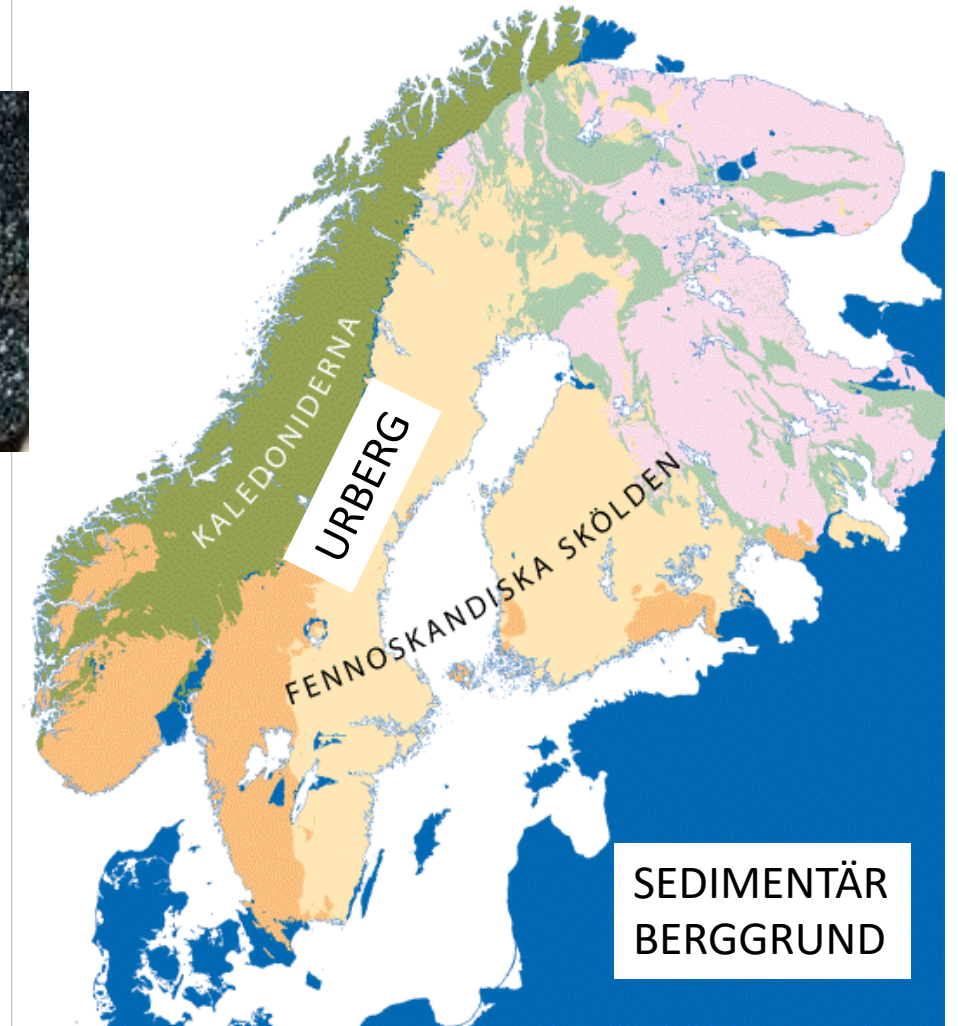 KALEDONIDERNA
URBERG
FENNOSKANDISKA SKÖLDEN
SEDIMENTÄR
BERGGRUND